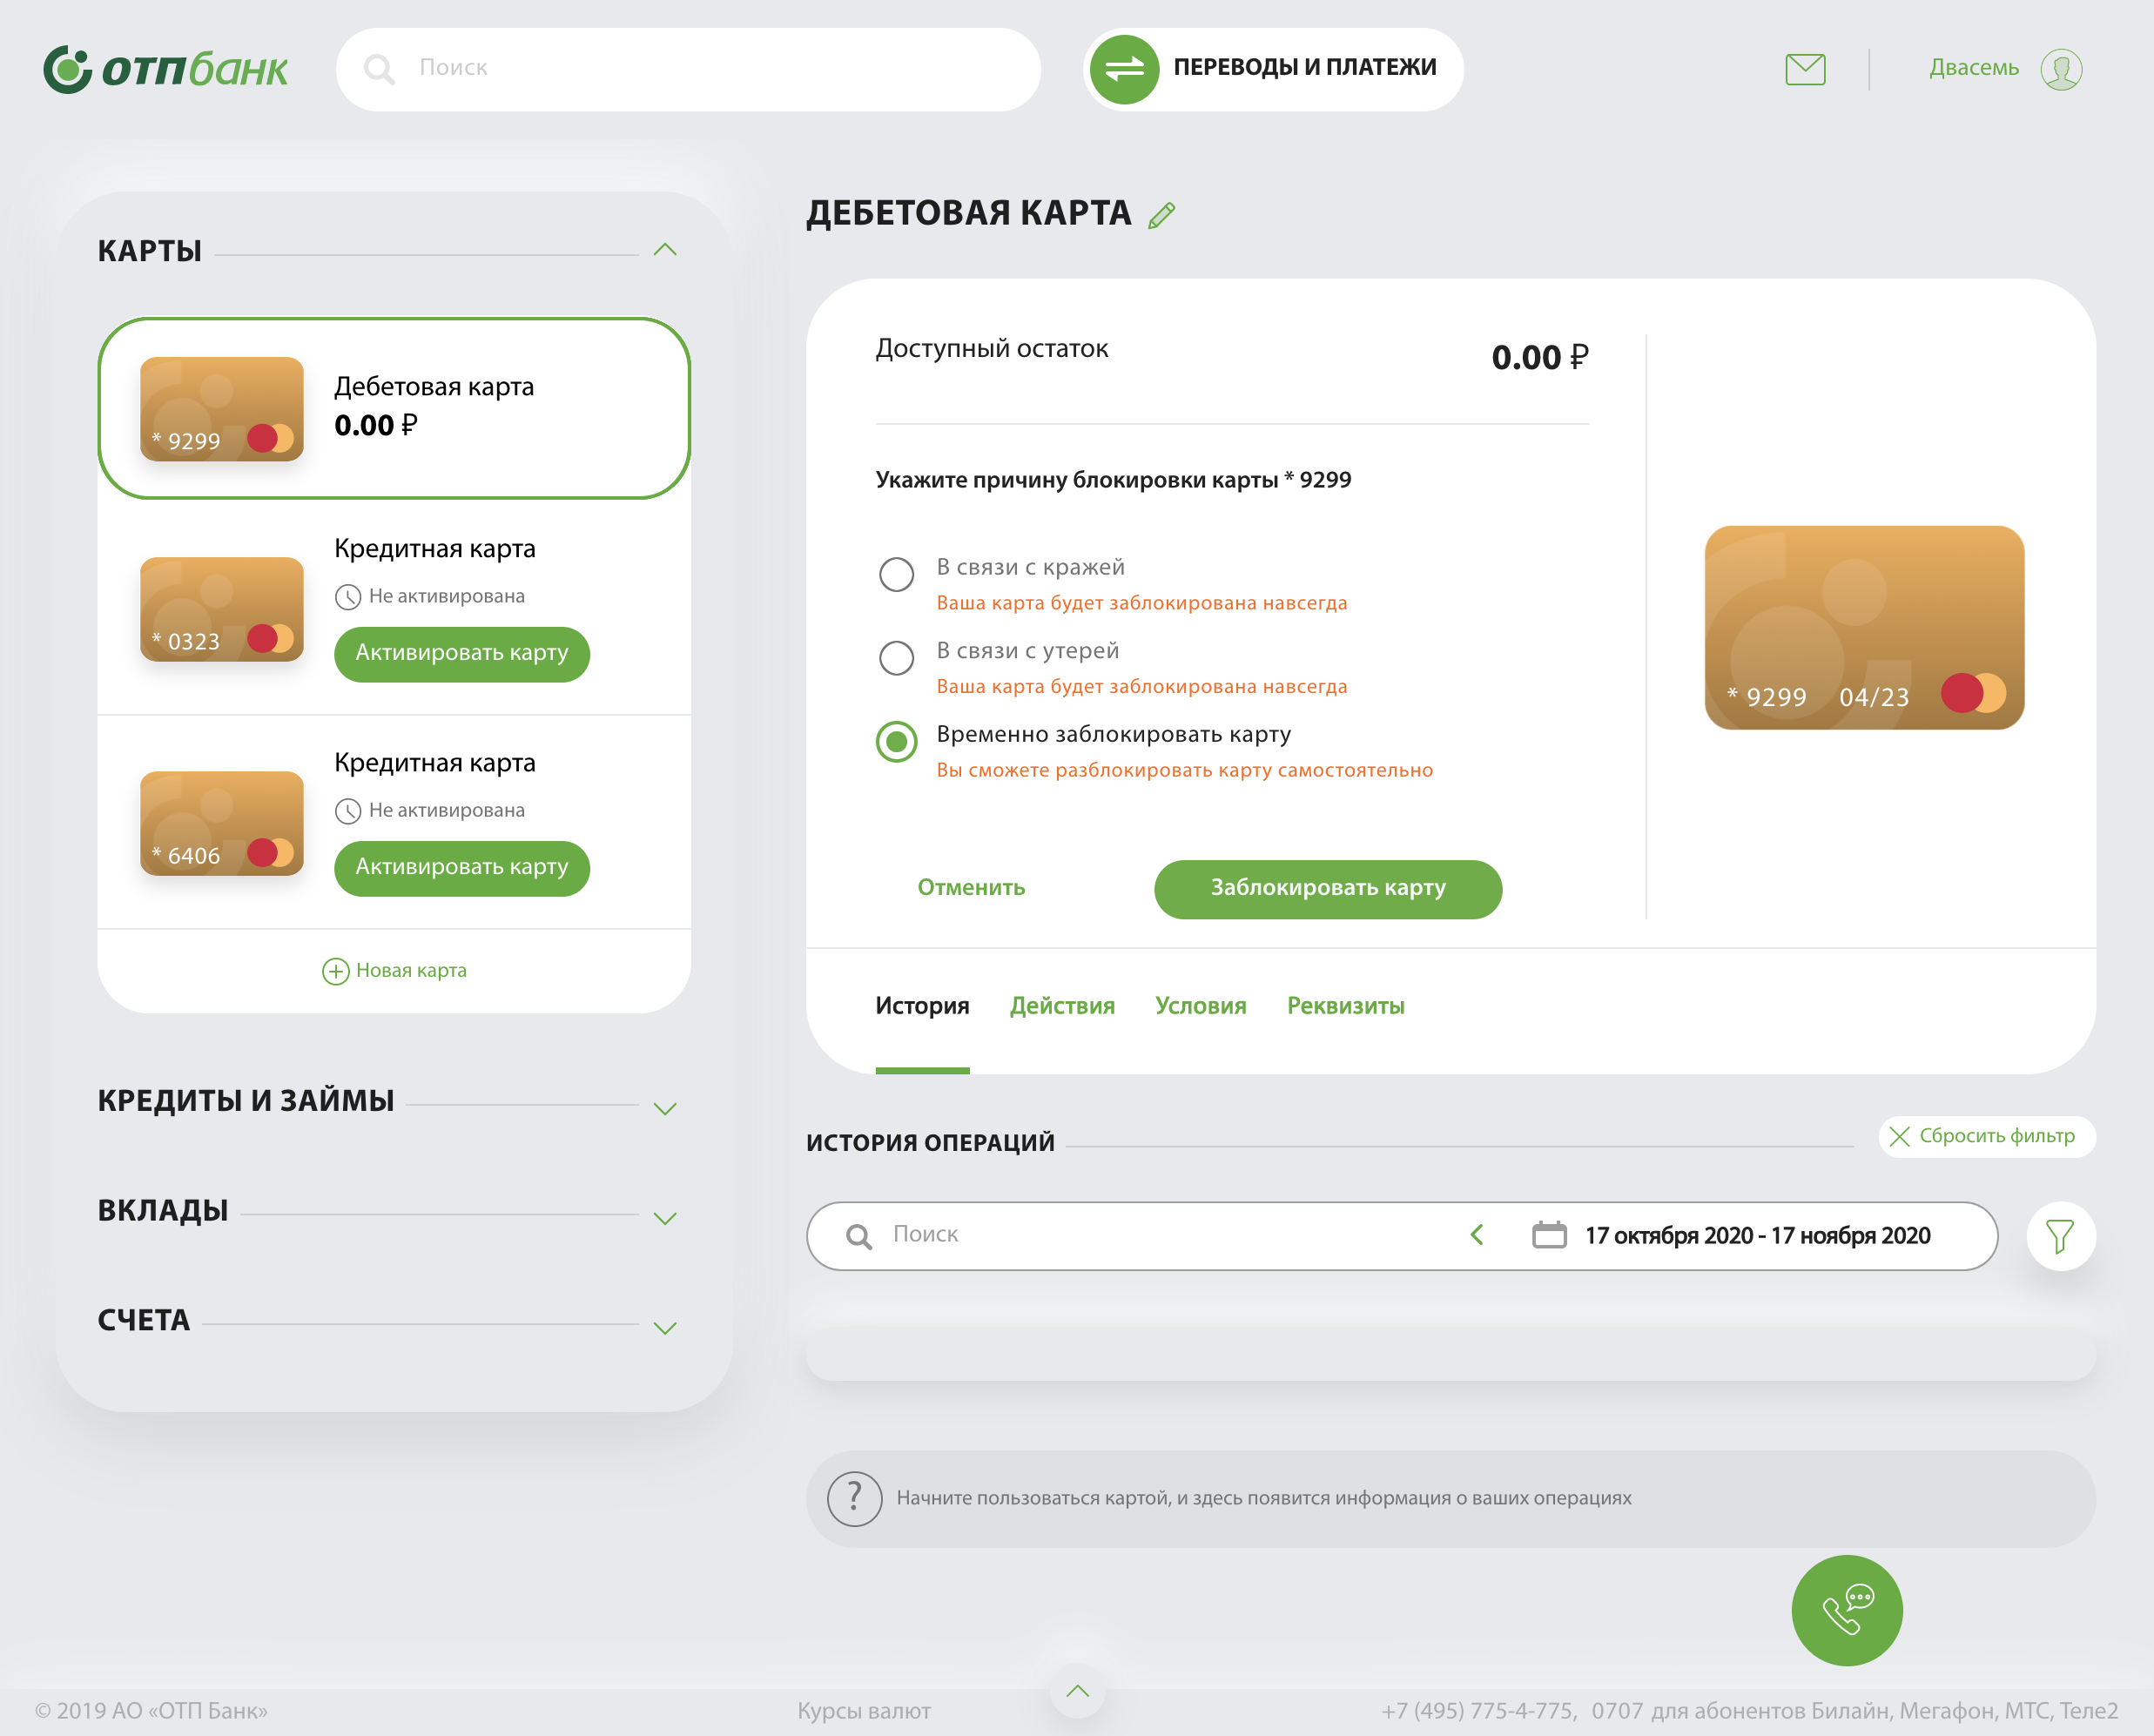 отпбанк
Поиск
ПЕРЕВОДЫ И ПЛАТЕЖИ
Двасемь
КАРТЫ
Дебетовая карта
0.00 ₽
* 9299
Кредитная карта
Не активирована
* 0323
Активировать карту
Кредитная карта
Не активирована
* 6406
Активировать карту
Новая карта
КРЕДИТЫ И ЗАЙМЫ
ВКЛАДЫ
СЧЕТА
ДЕБЕТОВАЯ КАРТА
Доступный остаток
0.00 ₽
Укажите причину блокировки карты * 9299
В связи с кражей
Ваша карта будет заблокирована навсегда
В связи с утерей
Ваша карта будет заблокирована навсегда
Временно заблокировать карту
Вы сможете разблокировать карту самостоятельно
Отменить
Заблокировать карту
* 9299 04/23
История Действия Условия Реквизиты
ИСТОРИЯ ОПЕРАЦИЙ
Сбросить фильтр
Поиск
17 октября 2020 - 17 ноября 2020
? Начните пользоваться картой, и здесь появится информация о ваших операциях
© 2019 АО «ОТП Банк»
Курсы валют
+7 (495) 775-4-775, 0707 для абонентов Билайн, Мегафон, МТС, Теле2